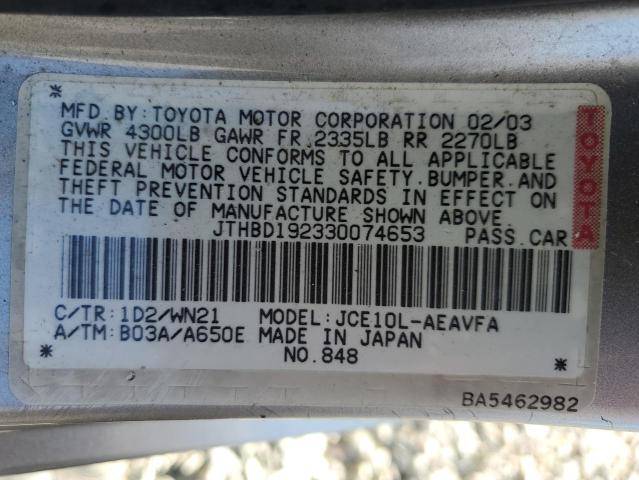 MFD.BY:TOYOTA MOTOR CORPORATION 02/03
GVWR 4300LB GAWR FR 2335LB RR 2270LB
THIS VEHICLE CONFORMS TO ALL APPLICABLE
FEDERAL MOTOR VEHICLE SAFETY,BUMPER,AND
THEFT PREVENTION STANDARDS IN EFFECT ON
THE DATE OF MANUFACTURE SHOWN ABOVE.
JTHBD192330074653 PASS.CAR
TOYOTA
C/TR:1D2/WN21 MODEL:JCE10L-AEAVFA
A/TM:B03A/A650E MADE IN JAPAN
NO.848
BA5462982